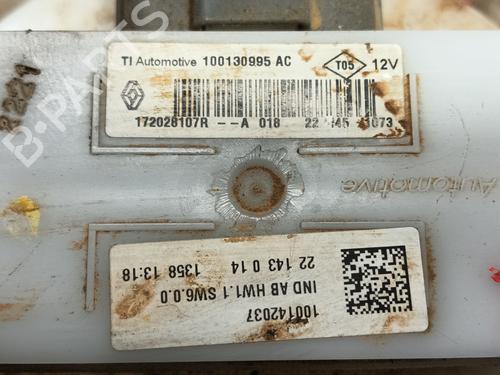 TI Automotive 100130995 AC
T05 12V
172028107R --A 018 22
Automotive
100142037
IND AB HW1.1 SW6.0.0
22 143 0 14 1358 13:18
B-Parts